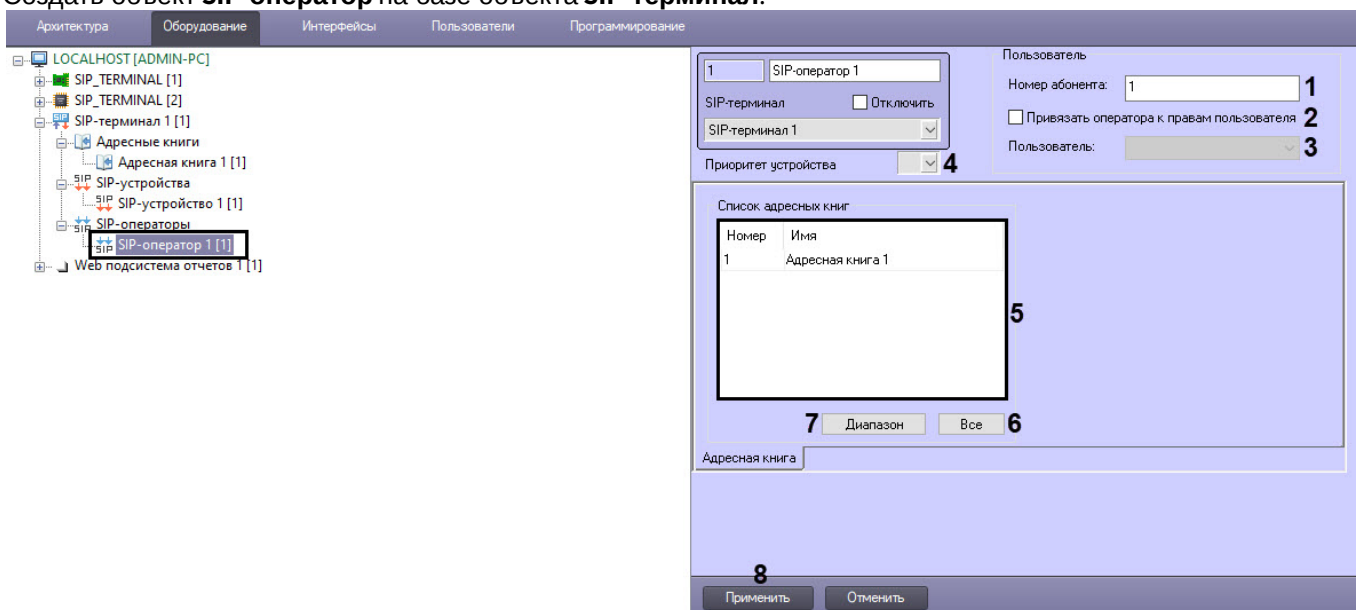 Создать объект SIP-оператор на базе объекта SIP-терминал.
Архитектура Оборудование Интерфейсы Пользователи Программирование
LOCALHOST [ADMIN-PC]
SIP_TERMINAL [1]
SIP_TERMINAL [2]
SIP-терминал 1 [1]
Адресные книги
Адресная книга 1 [1]
SIP-устройства
SIP-устройство 1 [1]
SIP-операторы
SIP-оператор 1 [1]
Web подсистема отчетов 1 [1]
1 SIP-оператор 1
SIP-терминал Отключить
SIP-терминал 1
Приоритет устройства 4
Пользователь
Номер абонента: 1 1
Привязать оператора к правам пользователя 2
Пользователь: 3
Список адресных книг
Номер Имя
1 Адресная книга 1
5
7 Диапазон Все 6
Адресная книга
8
Применить Отменить